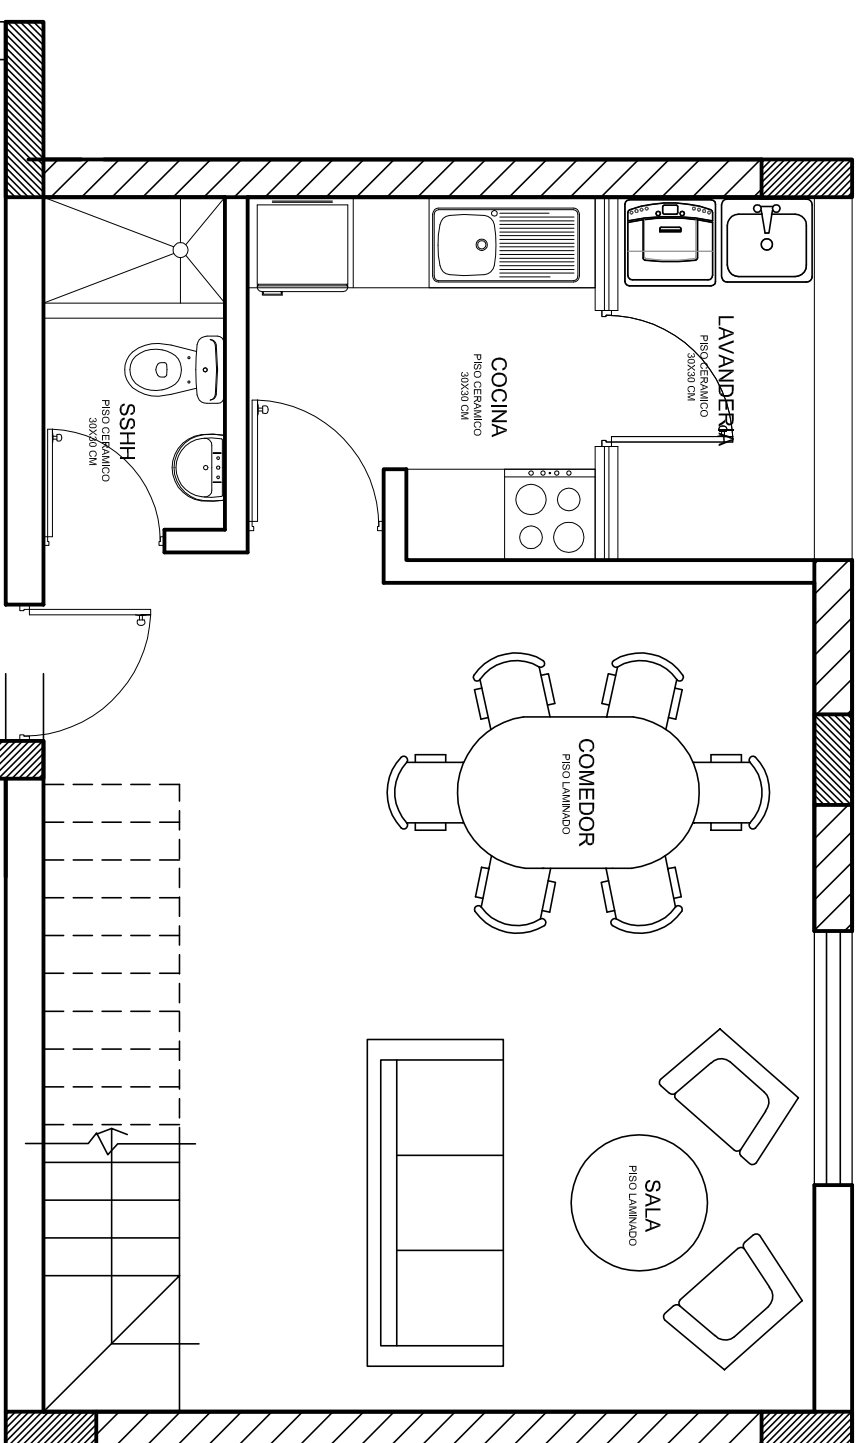 LAVANDERIA
PISO CERAMICO
30X30 CM
COCINA
PISO CERAMICO
30X30 CM
SSHH
PISO CERAMICO
30X30 CM
COMEDOR
PISO LAMINADO
SALA
PISO LAMINADO